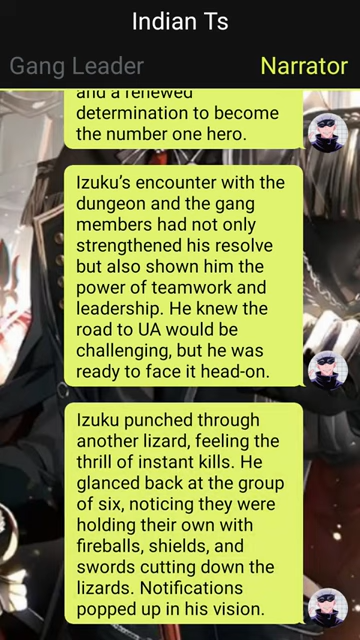 Indian Ts
Gang Leader
Narrator
and a renewed
determination to become
the number one hero.
Izuku’s encounter with the
dungeon and the gang
members had not only
strengthened his resolve
but also shown him the
power of teamwork and
leadership. He knew the
road to UA would be
challenging, but he was
ready to face it head-on.
Izuku punched through
another lizard, feeling the
thrill of instant kills. He
glanced back at the group
of six, noticing they were
holding their own with
fireballs, shields, and
swords cutting down the
lizards. Notifications
popped up in his vision.